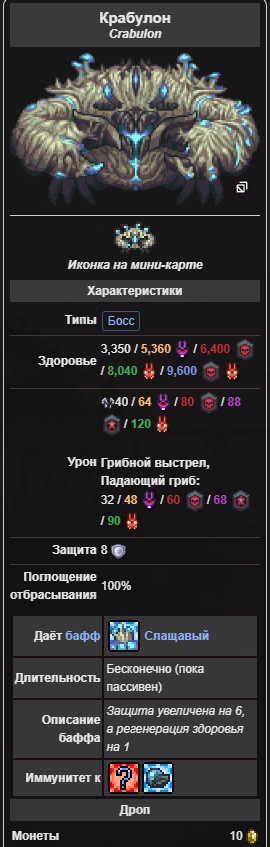 Крабулон
Crabulon
Иконка на мини-карте
Характеристики
Типы Босс
Здоровье 3,350 / 5,360 / 6,400
/ 8,040 / 9,600
40 / 64 / 80 / 88
/ 120
Урон Грибной выстрел,
Падающий гриб:
32 / 48 / 60 / 68
/ 90
Защита 8
Поглощение
отбрасывания 100%
Даёт бафф Слащавый
Длительность Бесконечно (пока
пассивен)
Описание
баффа Защита увеличена на 6,
а регенерация здоровья
на 1
Иммунитет к
Дроп
Монеты 10